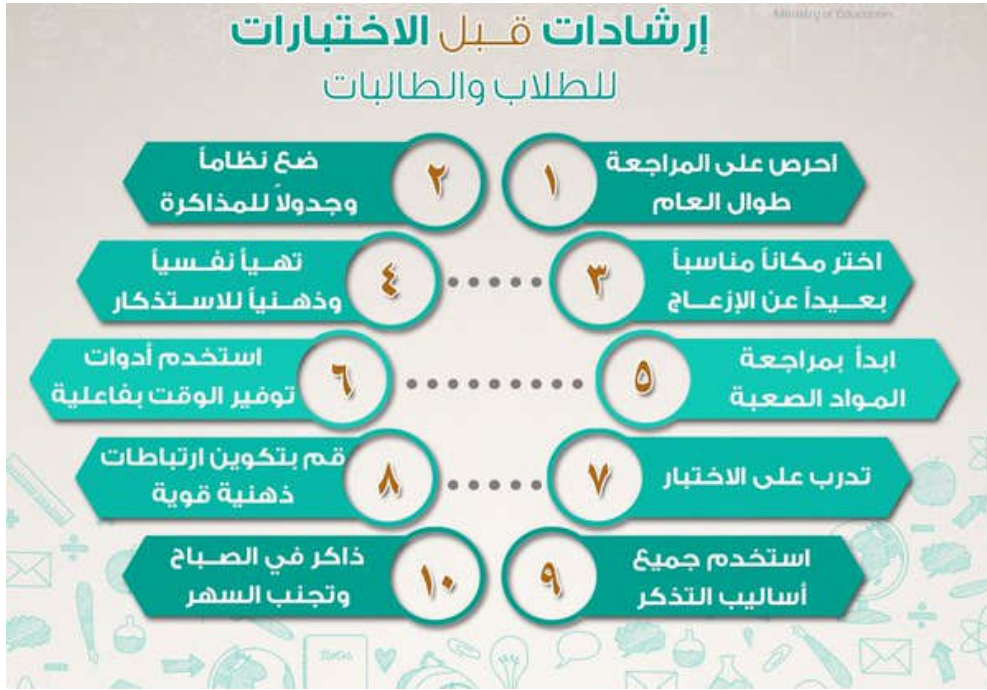 Ministry of Education
إرشادات قبل الاختبارات
للطلاب والطالبات
١
احرص على المراجعة
طوال العام
٢
ضع نظاماً
وجدولاً للمذاكرة
٣
اختر مكاناً مناسباً
بعيداً عن الإزعاج
٤
تهيأ نفسياً
وذهنياً للاستذكار
٥
ابدأ بمراجعة
المواد الصعبة
٦
استخدم أدوات
توفير الوقت بفاعلية
٧
تدرب على الاختبار
٨
قم بتكوين ارتباطات
ذهنية قوية
٩
استخدم جميع
أساليب التذكر
١٠
ذاكر في الصباح
وتجنب السهر